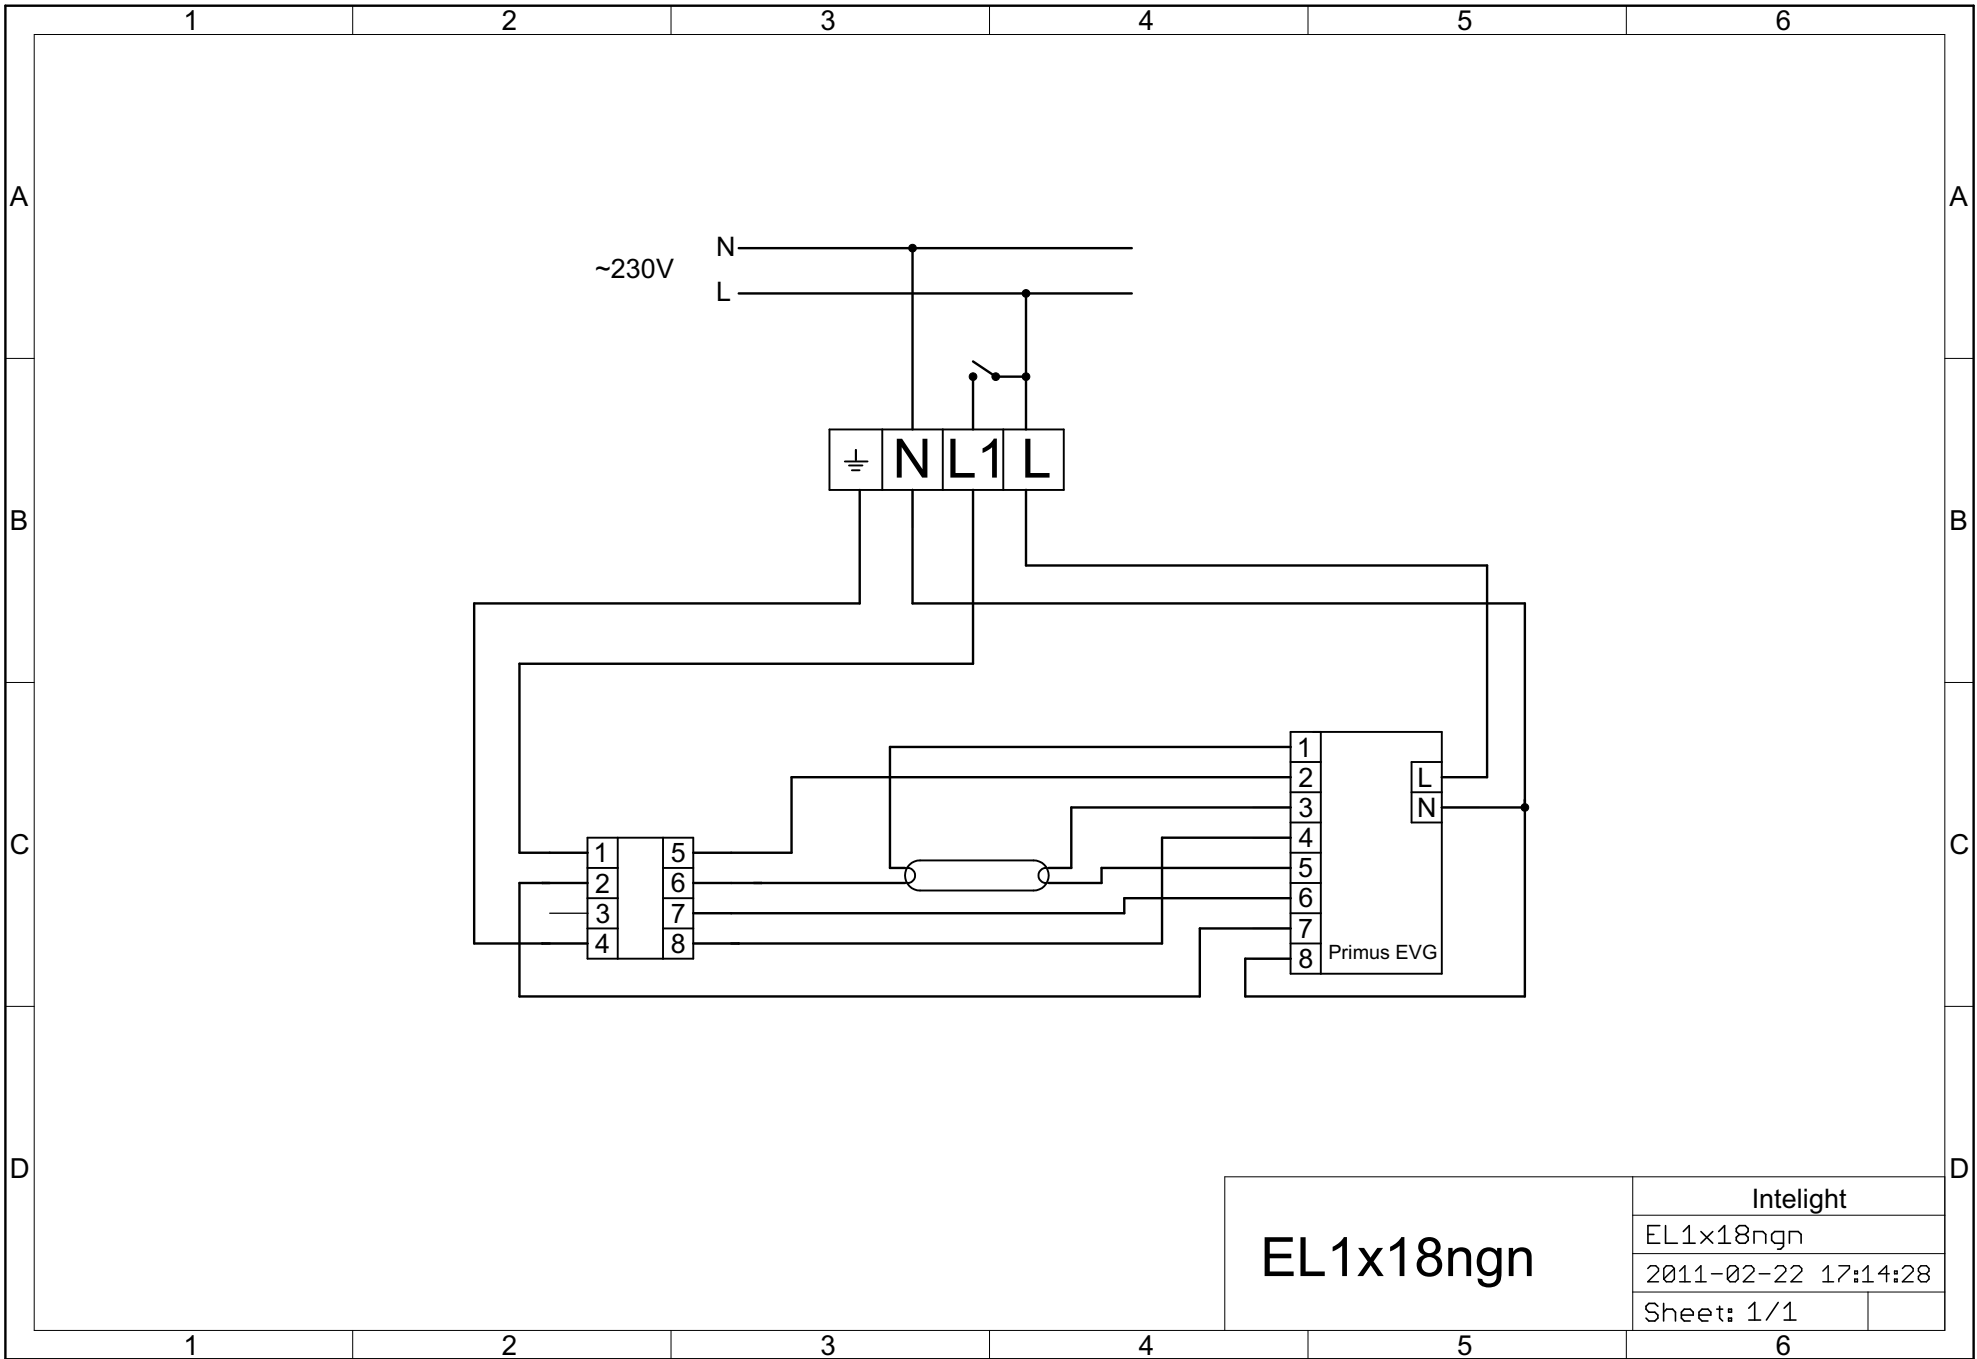 1 2 3 4 5 6
A A
N
~230V
L
B B
N L1 L
C C
1
2 L
3 N
4
5
6
7
8 Primus EVG
1 5
2 6
3 7
4 8
D D
EL1x18ngn
Intelight
EL1x18ngn
2011-02-22 17:14:28
Sheet: 1/1
1 2 3 4 5 6